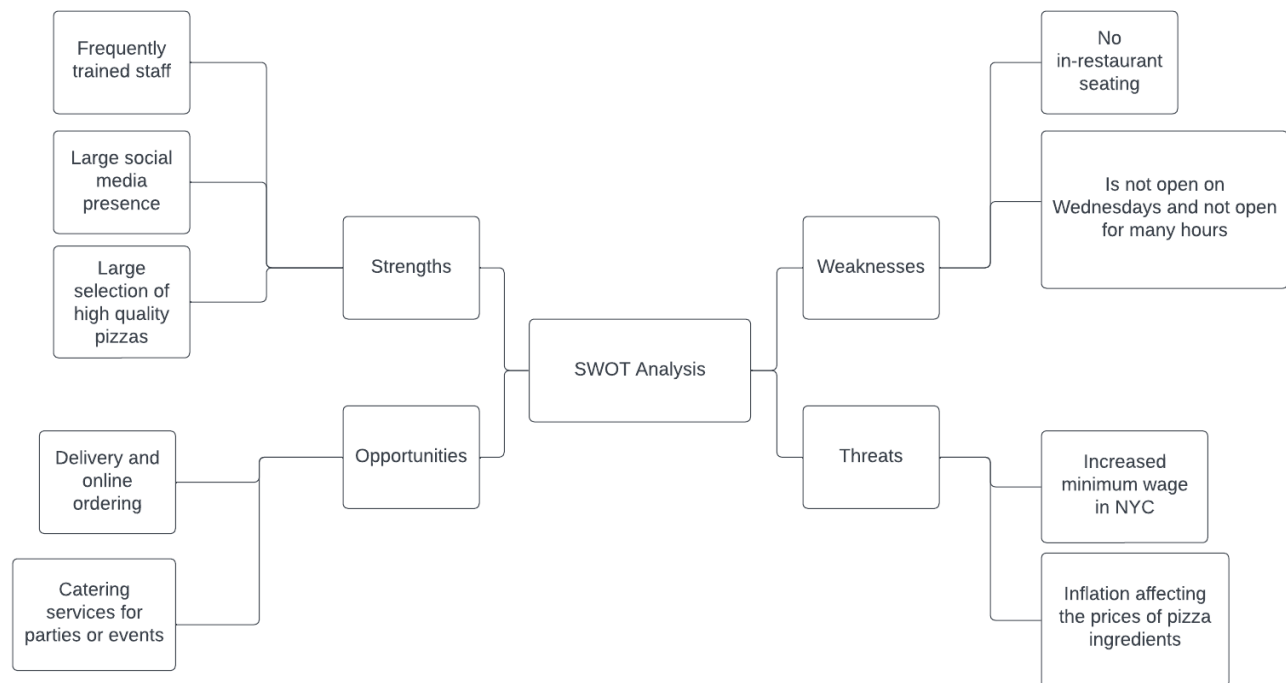 Frequently
trained staff
Large social
media
presence
Large
selection of
high quality
pizzas
Strengths
Opportunities
Delivery and
online
ordering
Catering
services for
parties or events
SWOT Analysis
Weaknesses
No
in-restaurant
seating
Is not open on
Wednesdays and not open
for many hours
Threats
Increased
minimum wage
in NYC
Inflation affecting
the prices of pizza
ingredients